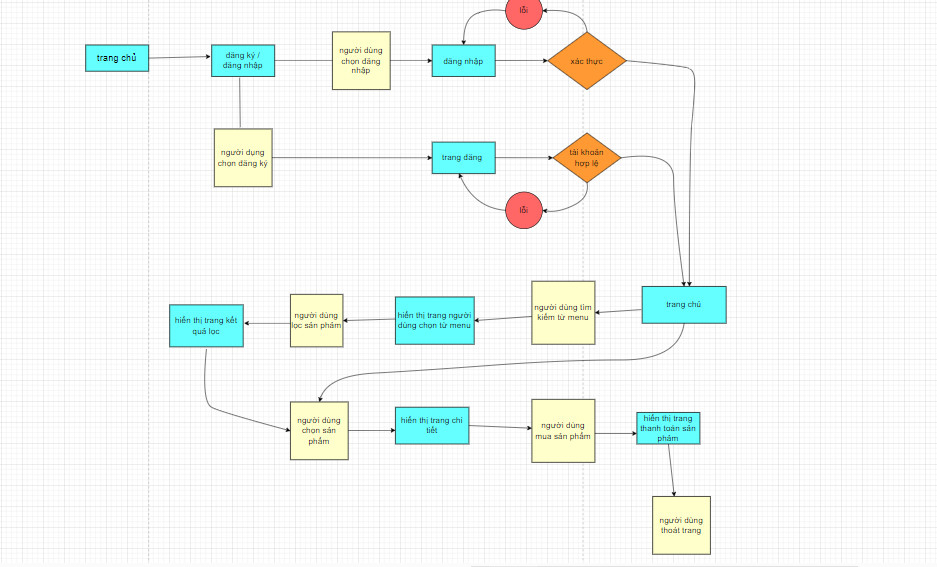 lỗi
trang chủ
đăng ký /
đăng nhập
người dùng
chọn đăng
nhập
đăng nhập
xác thực
người dụng
chọn đăng ký
trang đăng
tài khoản
hợp lệ
lỗi
trang chủ
người dùng tìm
kiếm từ menu
hiển thị trang người
dùng chọn từ menu
người dùng
lọc sản phẩm
hiển thị trang kết
quả lọc
người dùng
chọn sản
phẩm
hiển thị trang chi
tiết
người dùng
mua sản phẩm
hiển thị trang
thanh toán sản
phẩm
người dùng
thoát trang